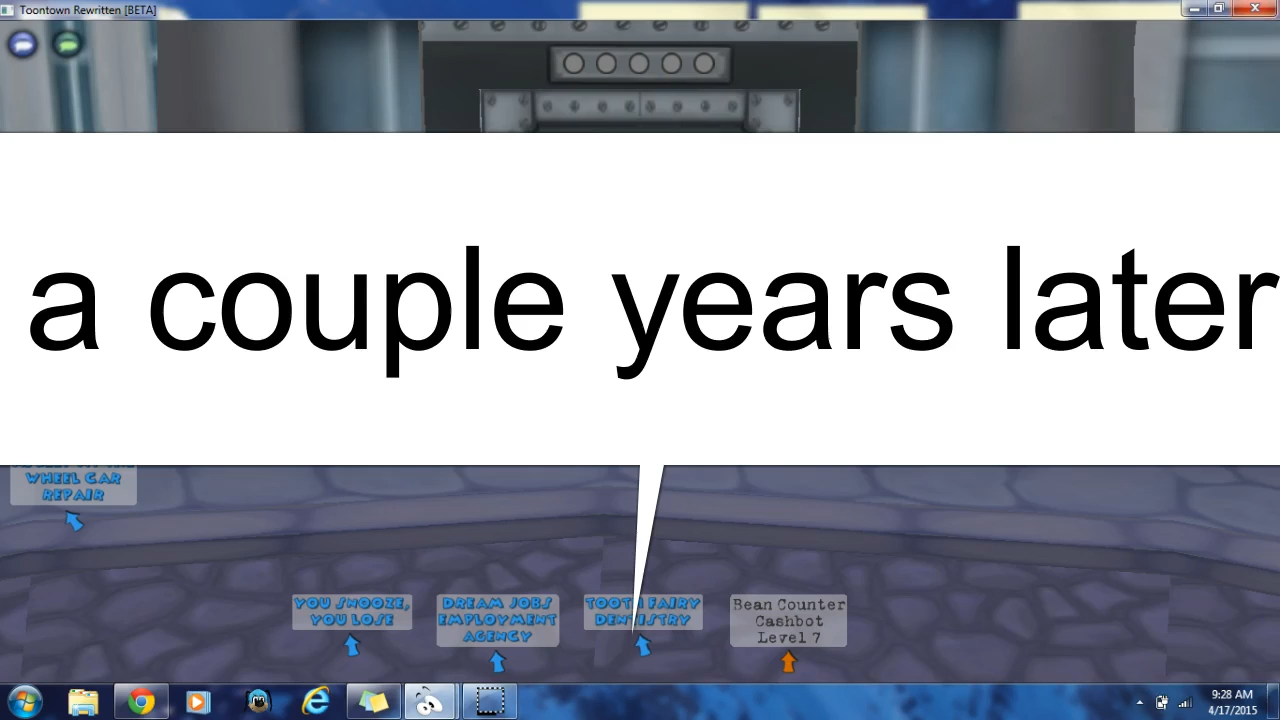 Toontown Rewritten [BETA]
a couple years later
WHEEL CAR
REPAIR
YOU SNOOZE,
YOU LOSE
DREAM JOBS
EMPLOYMENT
AGENCY
TOOTH FAIRY
DENTISTRY
Bean Counter
Cashbot
Level 7
9:28 AM
4/17/2015